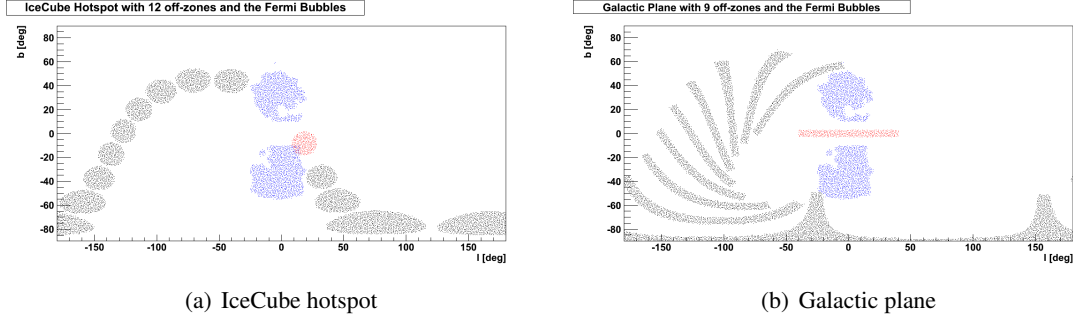 IceCube Hotspot with 12 off-zones and the Fermi Bubbles
b [deg]
80
60
40
20
0
-20
-40
-60
-80
-150 -100 -50 0 50 100 150
l [deg]
(a) IceCube hotspot
Galactic Plane with 9 off-zones and the Fermi Bubbles
b [deg]
80
60
40
20
0
-20
-40
-60
-80
-150 -100 -50 0 50 100 150
l [deg]
(b) Galactic plane